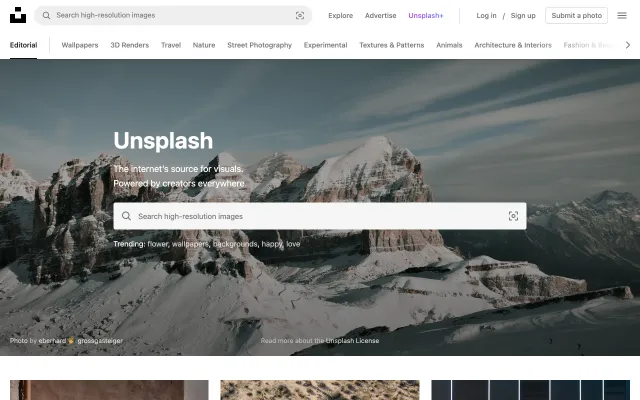 Search high-resolution images
Explore
Advertise
Unsplash+
Log in / Sign up
Submit a photo
Editorial
Wallpapers
3D Renders
Travel
Nature
Street Photography
Experimental
Textures & Patterns
Animals
Architecture & Interiors
Fashion &
Unsplash
The internet's source for visuals.
Powered by creators everywhere.
Search high-resolution images
Trending: flower, wallpapers, backgrounds, happy, love
Photo by eberhard 🖐 grossgasteiger
Read more about the Unsplash License